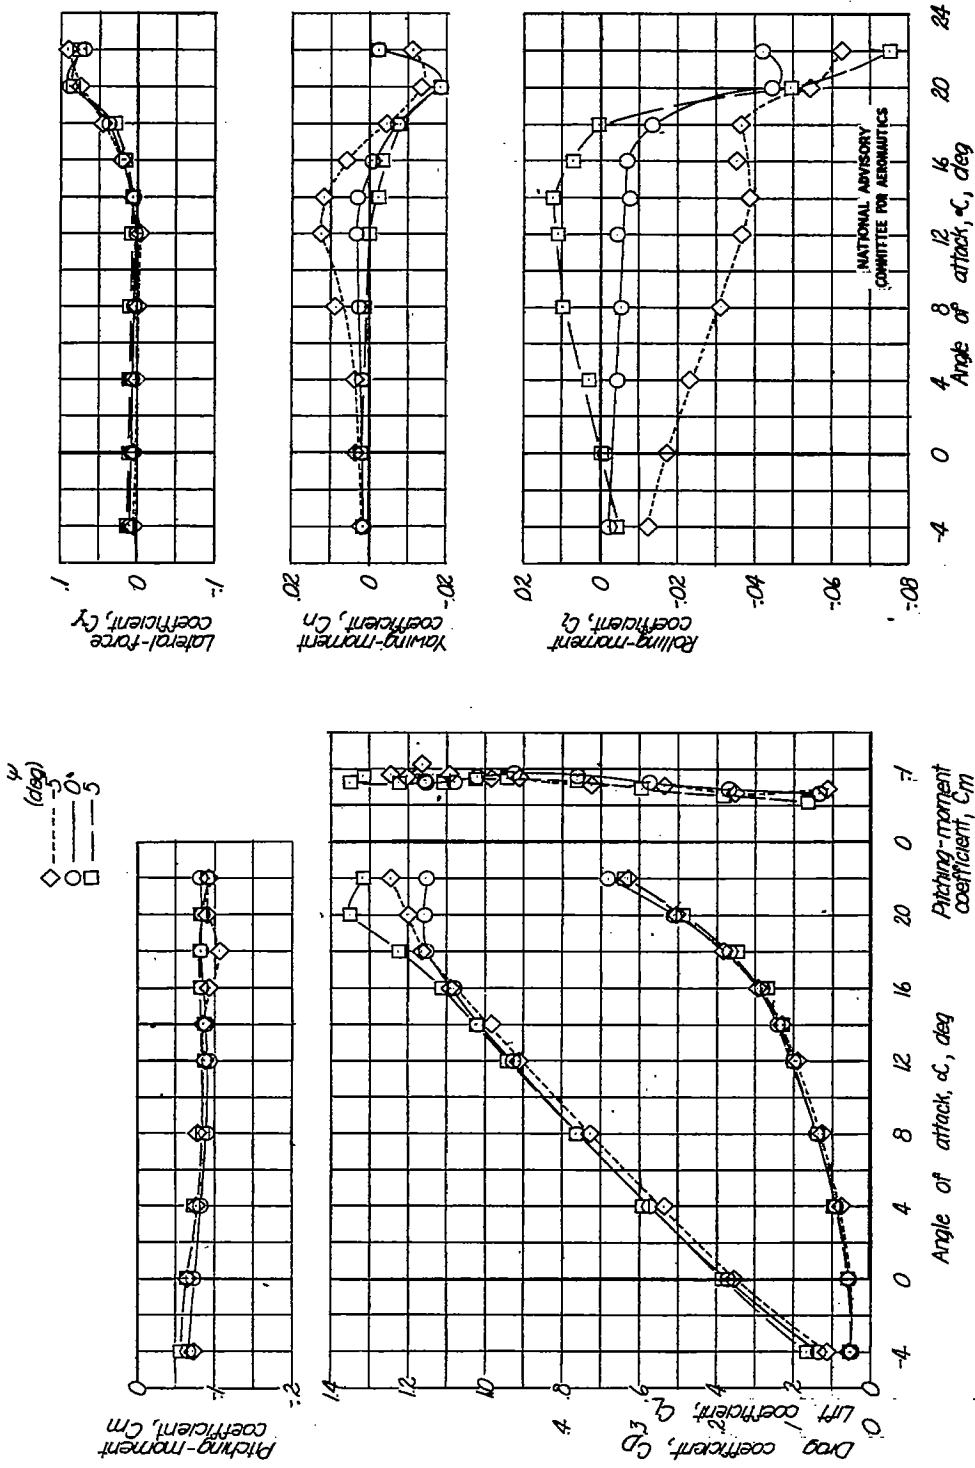 ψ
(deg)
-5
0
5
Pitching-moment
coefficient, Cm
0
-.1
-.2
Drag coefficient, CD
.4
.3
.2
.1
0
Lift coefficient, CL
1.4
1.2
1.0
.8
.6
.4
.2
0
-4
0
4
8
12
16
20
Angle of attack, ∝, deg
0
-.1
Pitching-moment
coefficient, Cm
Lateral-force
coefficient, CY
.1
0
-.1
Yawing-moment
coefficient, Cn
.02
0
-.02
Rolling-moment
coefficient, Cl
.02
0
-.02
-.04
-.06
-.08
NATIONAL ADVISORY
COMMITTEE FOR AERONAUTICS
-4
0
4
8
12
16
20
24
Angle of attack, ∝, deg